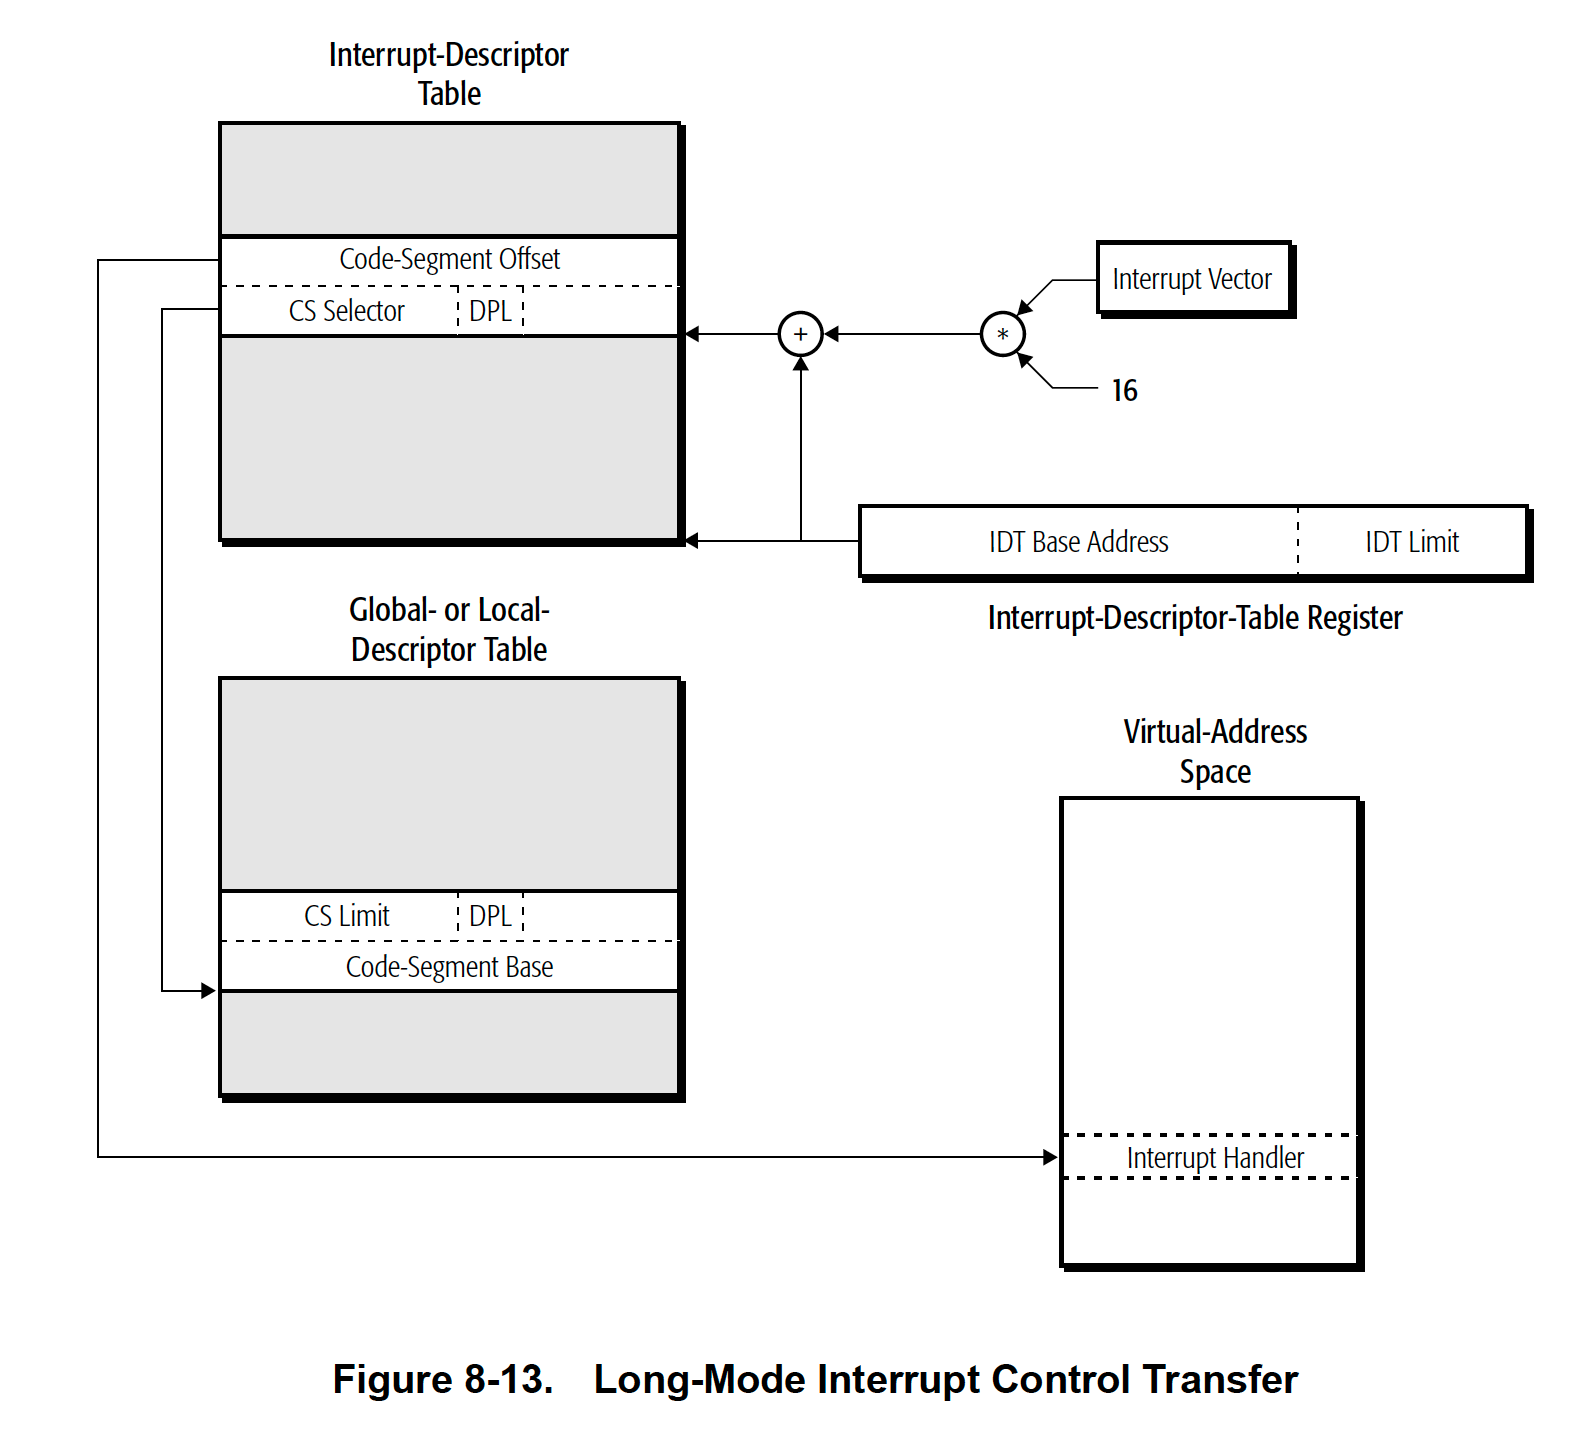 Interrupt-Descriptor
Table
Code-Segment Offset
CS Selector DPL
Interrupt Vector
+
*
16
IDT Base Address IDT Limit
Interrupt-Descriptor-Table Register
Global- or Local-
Descriptor Table
CS Limit DPL
Code-Segment Base
Virtual-Address
Space
Interrupt Handler
Figure 8-13. Long-Mode Interrupt Control Transfer